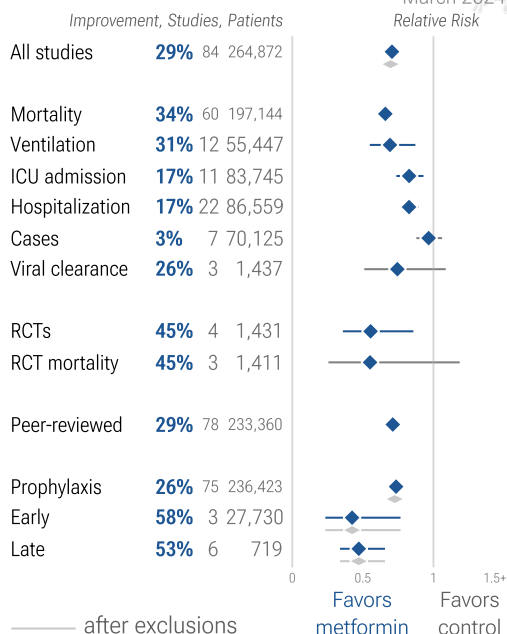 March 2024
Improvement, Studies, Patients Relative Risk
All studies 29% 84 264,872
Mortality 34% 60 197,144
Ventilation 31% 12 55,447
ICU admission 17% 11 83,745
Hospitalization 17% 22 86,559
Cases 3% 7 70,125
Viral clearance 26% 3 1,437
RCTs 45% 4 1,431
RCT mortality 45% 3 1,411
Peer-reviewed 29% 78 233,360
Prophylaxis 26% 75 236,423
Early 58% 3 27,730
Late 53% 6 719
0 0.5 1 1.5+
Favors Favors
after exclusions metformin control